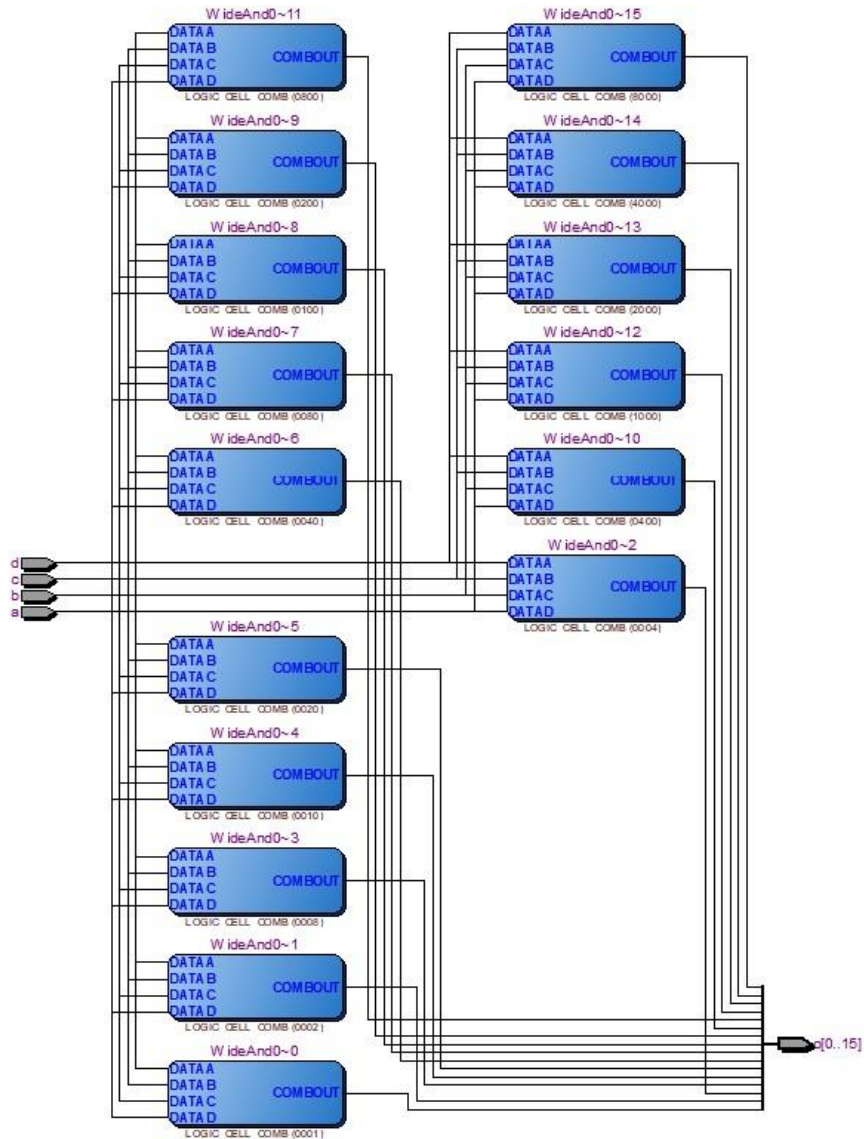 WideAnd0~11
DATAA
DATAB
DATAC
DATAD
COMBOUT
LOGIC CELL COMB (0800)
WideAnd0~9
DATAA
DATAB
DATAC
DATAD
COMBOUT
LOGIC CELL COMB (0200)
WideAnd0~8
DATAA
DATAB
DATAC
DATAD
COMBOUT
LOGIC CELL COMB (0100)
WideAnd0~7
DATAA
DATAB
DATAC
DATAD
COMBOUT
LOGIC CELL COMB (0080)
WideAnd0~6
DATAA
DATAB
DATAC
DATAD
COMBOUT
LOGIC CELL COMB (0040)
WideAnd0~15
DATAA
DATAB
DATAC
DATAD
COMBOUT
LOGIC CELL COMB (8000)
WideAnd0~14
DATAA
DATAB
DATAC
DATAD
COMBOUT
LOGIC CELL COMB (4000)
WideAnd0~13
DATAA
DATAB
DATAC
DATAD
COMBOUT
LOGIC CELL COMB (2000)
WideAnd0~12
DATAA
DATAB
DATAC
DATAD
COMBOUT
LOGIC CELL COMB (1000)
WideAnd0~10
DATAA
DATAB
DATAC
DATAD
COMBOUT
LOGIC CELL COMB (0400)
d
c
b
a
WideAnd0~2
DATAA
DATAB
DATAC
DATAD
COMBOUT
LOGIC CELL COMB (0004)
WideAnd0~5
DATAA
DATAB
DATAC
DATAD
COMBOUT
LOGIC CELL COMB (0020)
WideAnd0~4
DATAA
DATAB
DATAC
DATAD
COMBOUT
LOGIC CELL COMB (0010)
WideAnd0~3
DATAA
DATAB
DATAC
DATAD
COMBOUT
LOGIC CELL COMB (0008)
WideAnd0~1
DATAA
DATAB
DATAC
DATAD
COMBOUT
LOGIC CELL COMB (0002)
WideAnd0~0
DATAA
DATAB
DATAC
DATAD
COMBOUT
LOGIC CELL COMB (0001)
o[0..15]